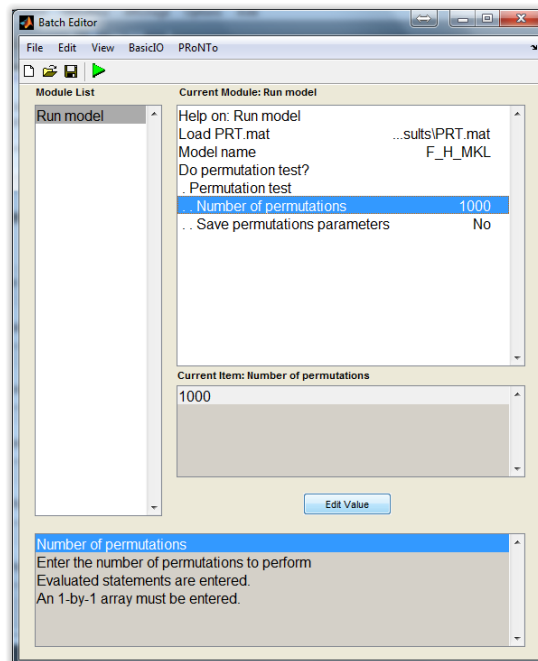 Batch Editor
File Edit View BasicIO PRoNTo
Module List
Current Module: Run model
Run model
Help on: Run model
Load PRT.mat ...sults\PRT.mat
Model name F_H_MKL
Do permutation test?
. Permutation test
. . Number of permutations 1000
. . Save permutations parameters No
Current Item: Number of permutations
1000
Edit Value
Number of permutations
Enter the number of permutations to perform
Evaluated statements are entered.
An 1-by-1 array must be entered.